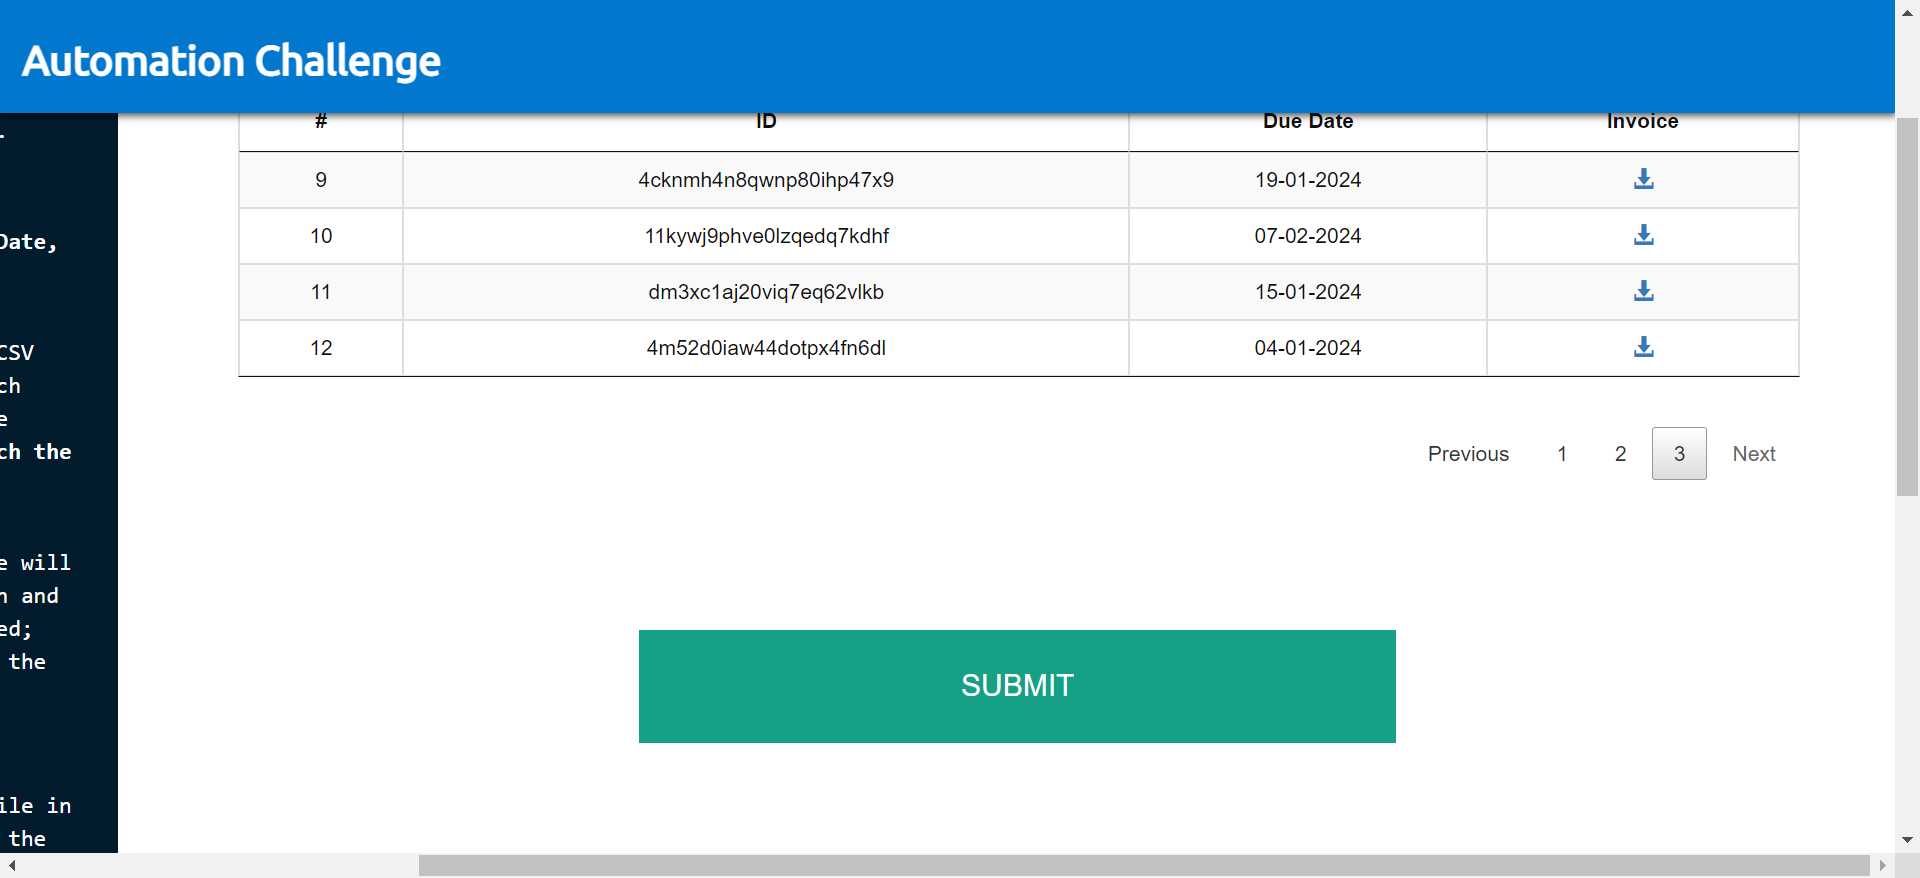 Automation Challenge
# ID Due Date Invoice
9 4cknmh4n8qwnp80ihp47x9 19-01-2024
10 11kywj9phve0lzqedq7kdhf 07-02-2024
11 dm3xc1aj20viq7eq62vlkb 15-01-2024
12 4m52d0iaw44dotpx4fn6dl 04-01-2024
Previous 1 2 3 Next
SUBMIT
Date,
CSV
ch
e
ch the
e will
n and
ed;
the
ile in
the